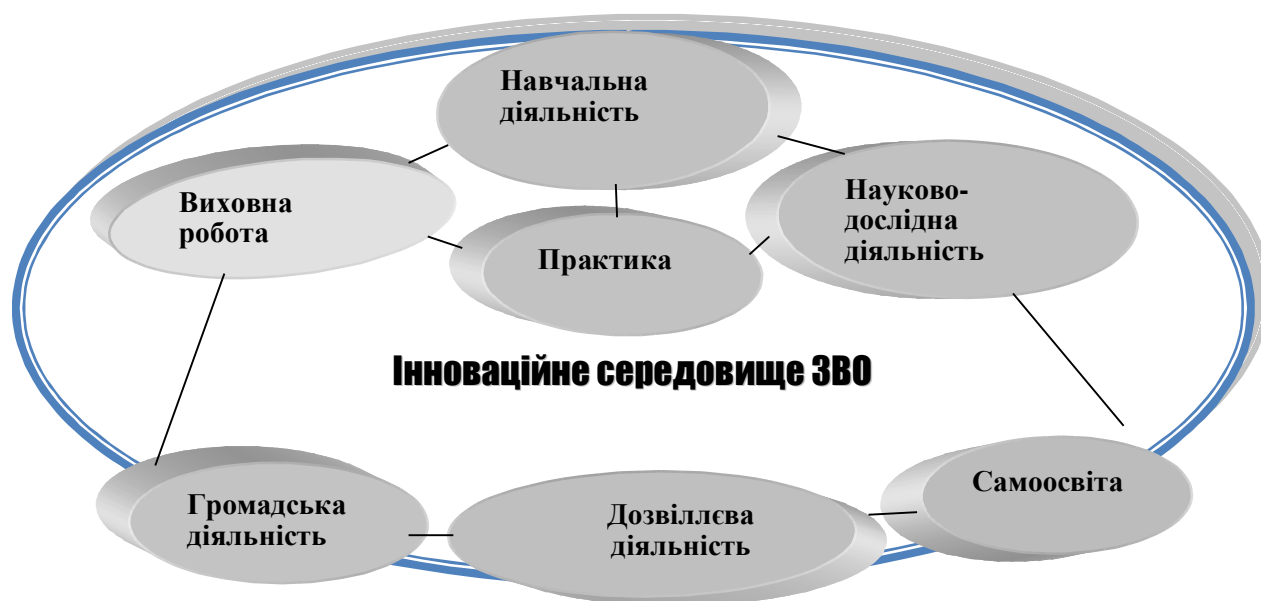 Навчальна
діяльність
Виховна
робота
Науково-
дослідна
діяльність
Практика
Інноваційне середовище ЗВО
Громадська
діяльність
Дозвіллєва
діяльність
Самоосвіта